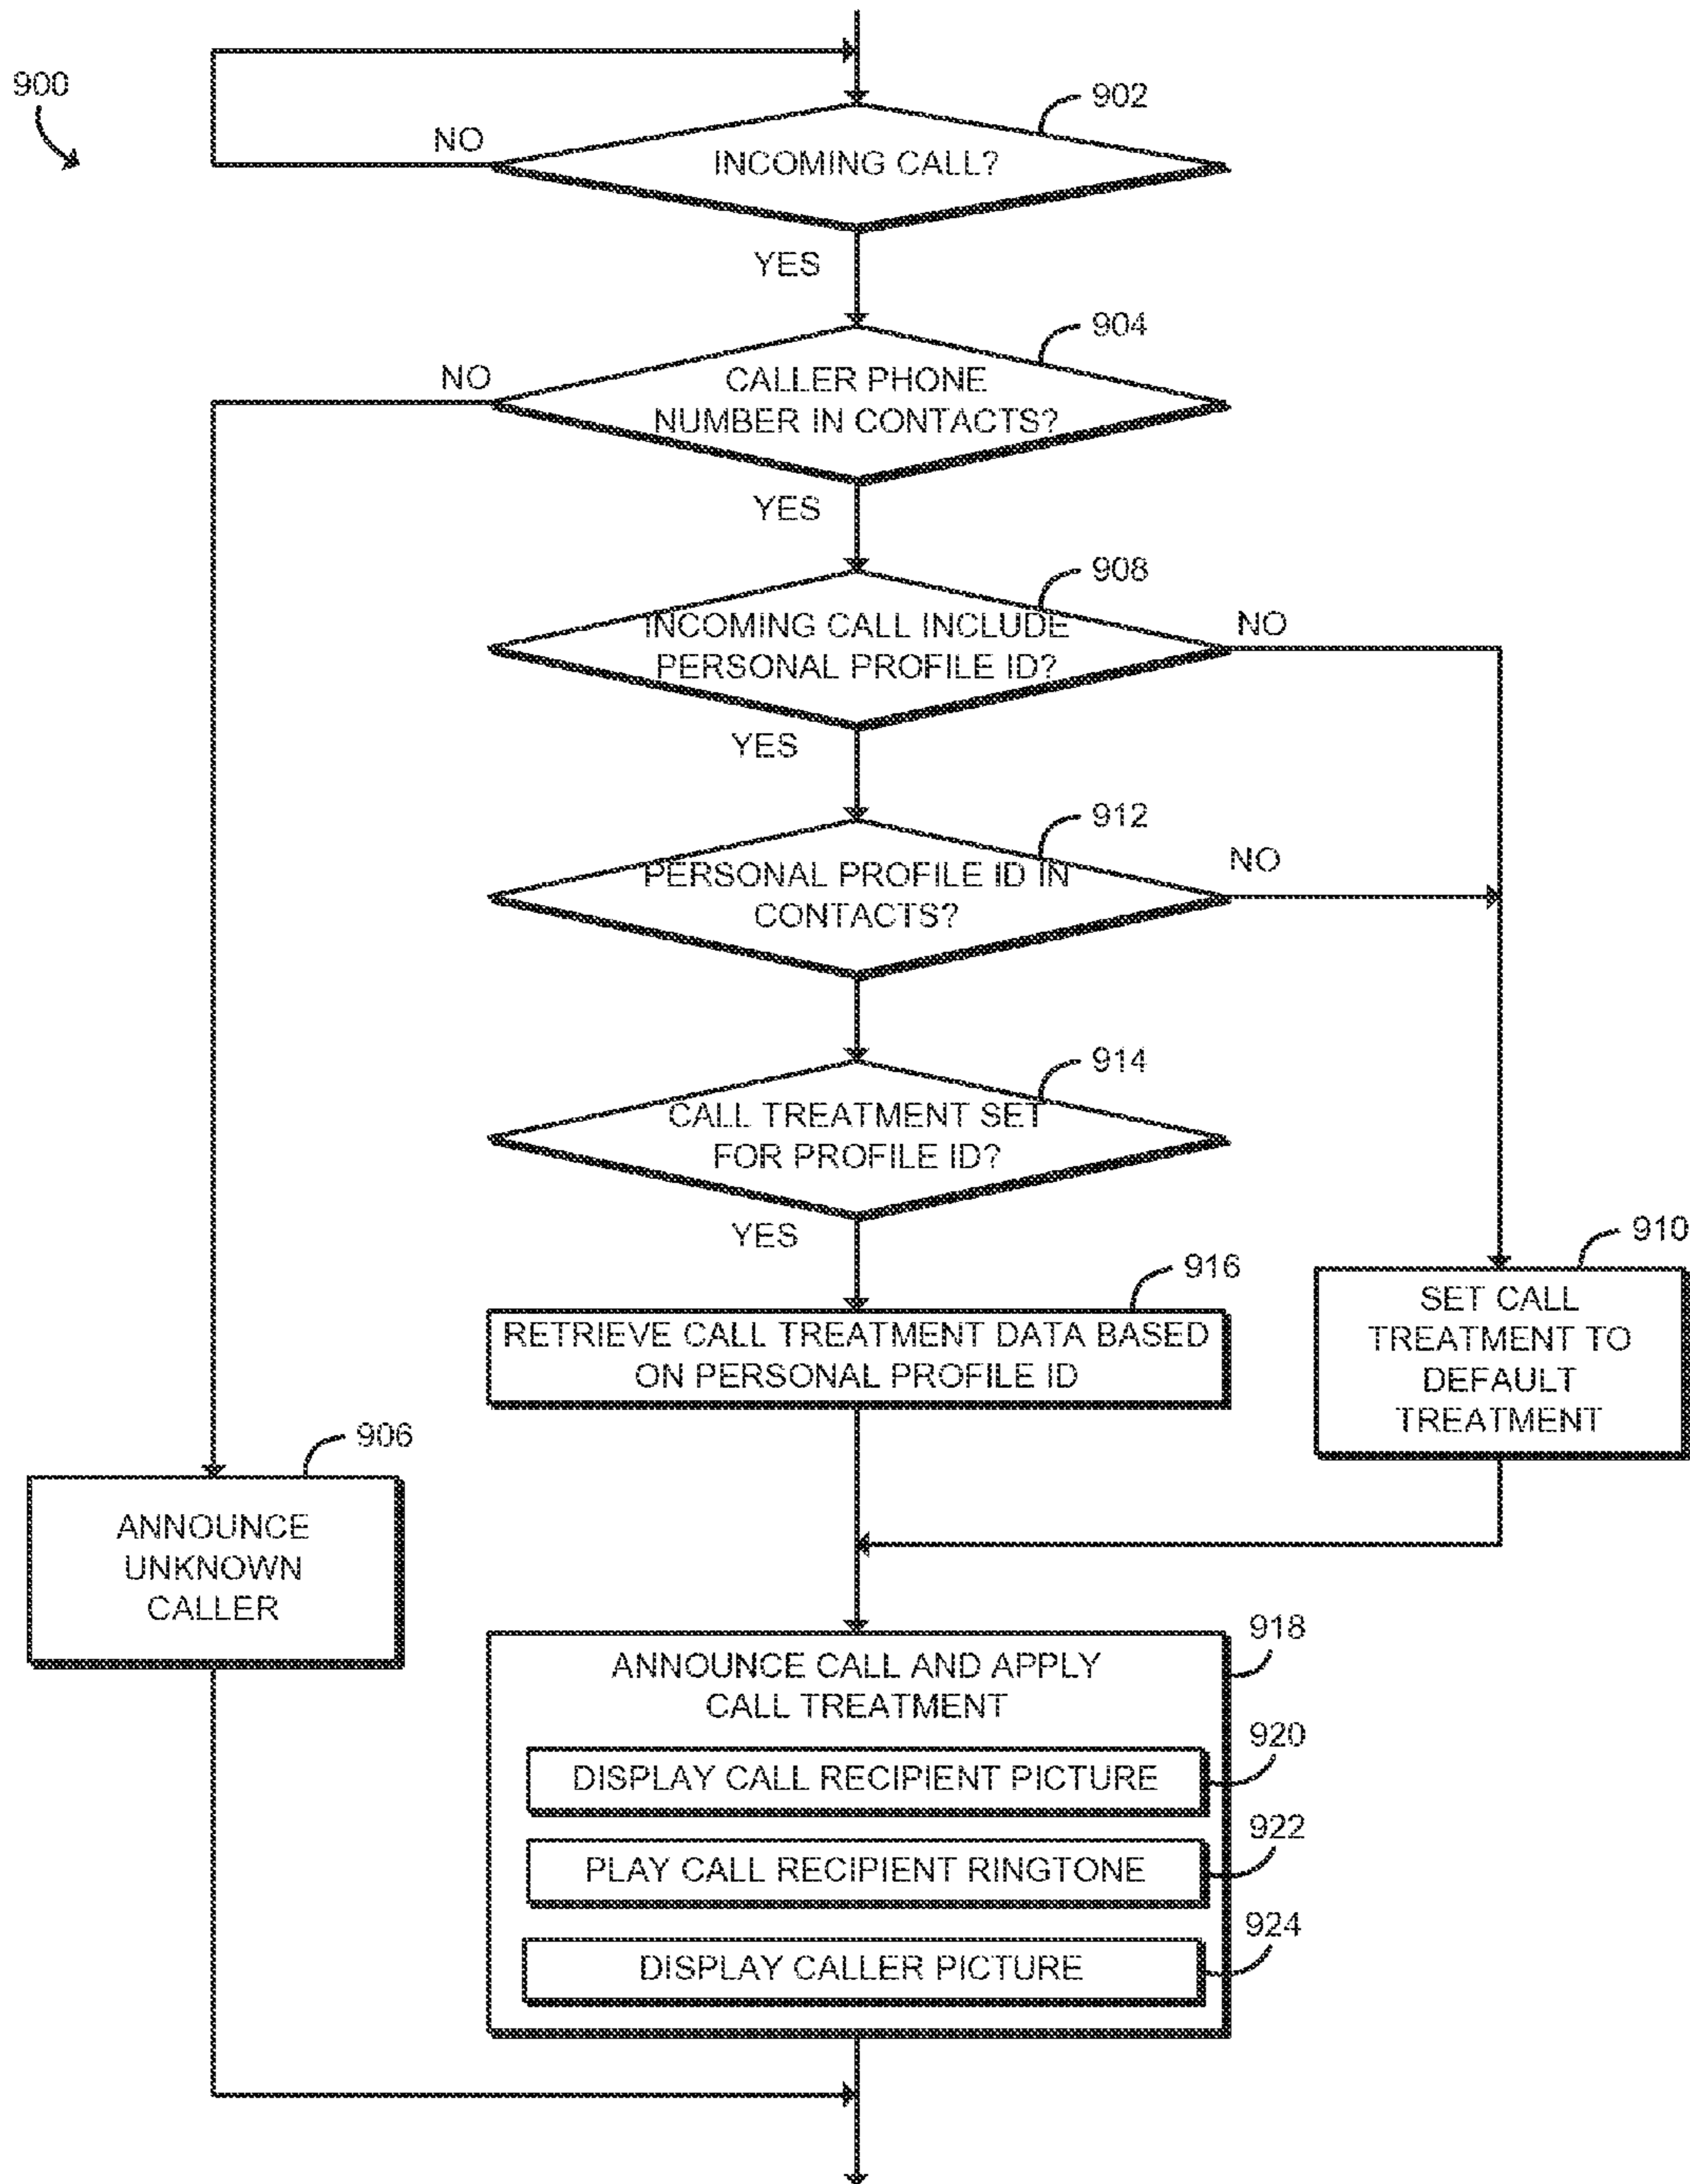 900
902
NO
INCOMING CALL?
YES
904
NO
CALLER PHONE
NUMBER IN CONTACTS?
YES
908
INCOMING CALL INCLUDE
PERSONAL PROFILE ID?
NO
YES
912
PERSONAL PROFILE ID IN
CONTACTS?
NO
914
CALL TREATMENT SET
FOR PROFILE ID?
YES
916
RETRIEVE CALL TREATMENT DATA BASED
ON PERSONAL PROFILE ID
910
SET CALL
TREATMENT TO
DEFAULT
TREATMENT
906
ANNOUNCE
UNKNOWN
CALLER
918
ANNOUNCE CALL AND APPLY
CALL TREATMENT
920
DISPLAY CALL RECIPIENT PICTURE
922
PLAY CALL RECIPIENT RINGTONE
924
DISPLAY CALLER PICTURE